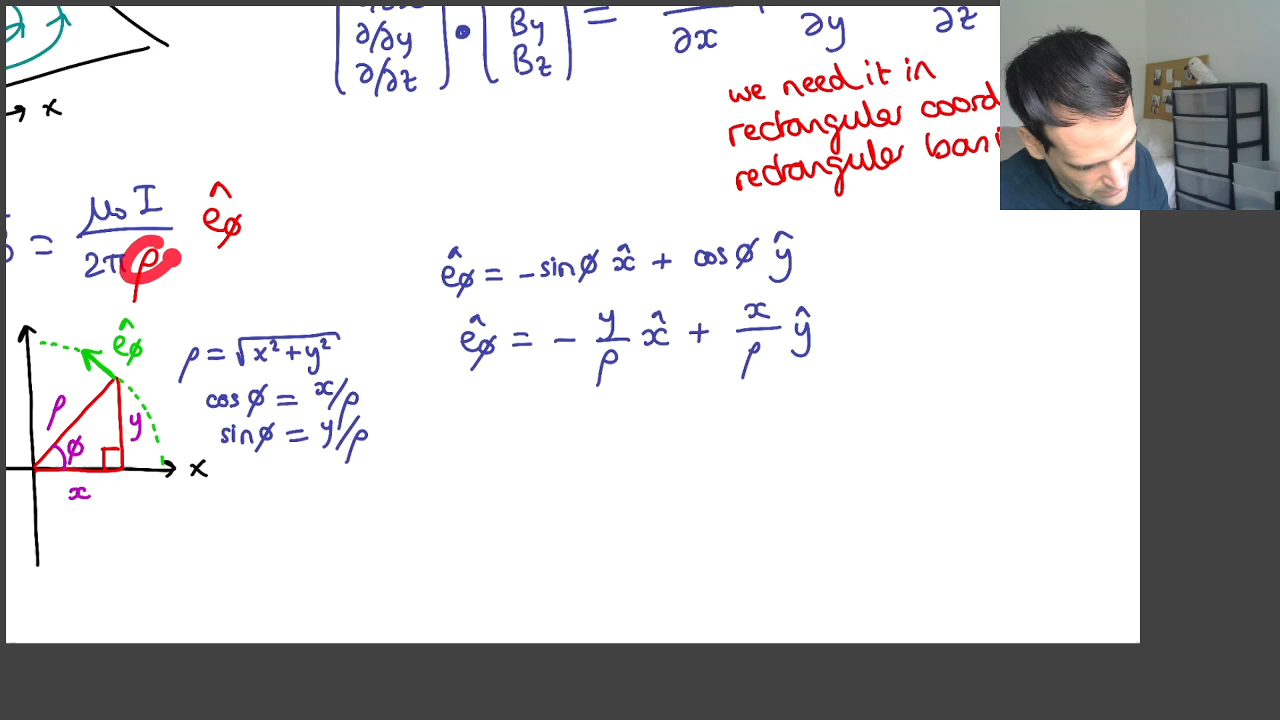 ∂/∂y By = ∂x ∂y ∂z
∂/∂z Bz
→ x
we need it in
rectangular coord
rectangular
= μ₀I / 2πρ ê𝜙
ê𝜙 = -sin𝜙 x̂ + cos𝜙 ŷ
ê𝜙 = - y/ρ x̂ + x/ρ ŷ
ê𝜙
ρ = √x² + y²
cos𝜙 = x/ρ
sin𝜙 = y/ρ
ρ
y
𝜙
x
x